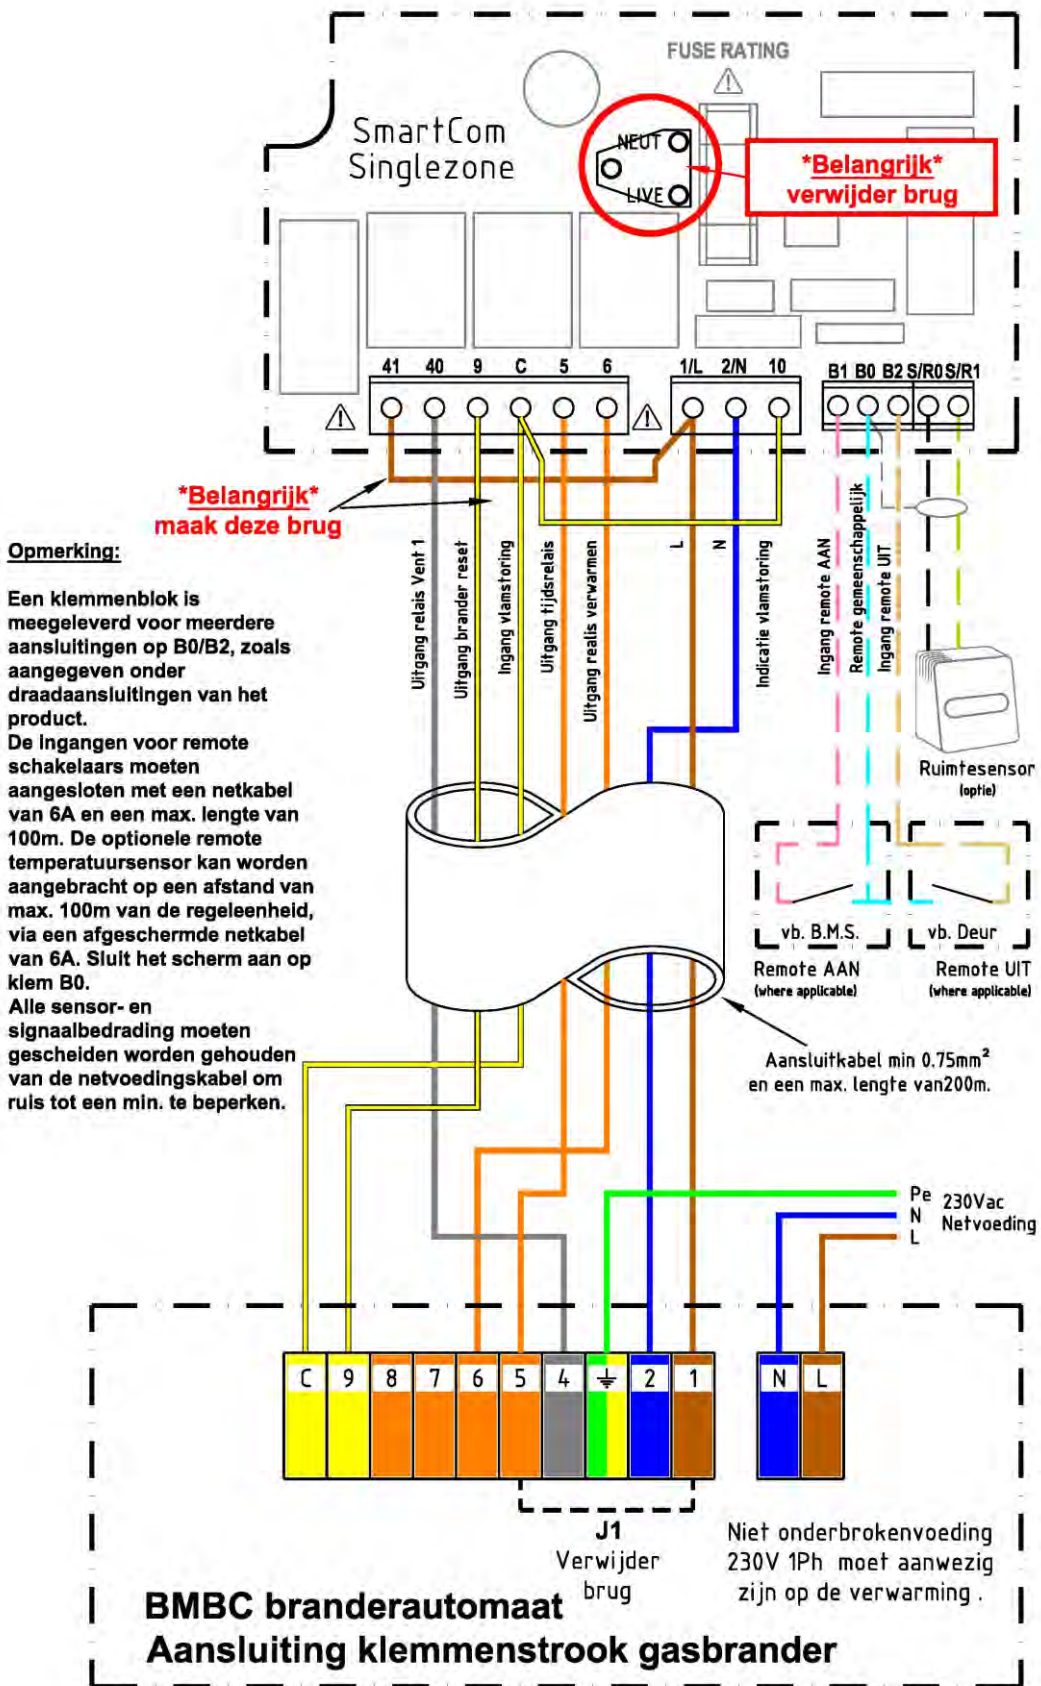 FUSE RATING
SmartCom
Singlezone
NEUT
LIVE
*Belangrijk*
verwijder brug
41 40 9 C 5 6 1/L 2/N 10 B1 B0 B2 S/R0 S/R1
*Belangrijk*
maak deze brug
Uitgang relais Vent 1
Uitgang brander reset
Ingang vlamstoring
Uitgang tijdsrelais
Uitgang realis verwarmen
L
N
Indicatie vlamstoring
Ingang remote AAN
Remote gemeenschappelijk
Ingang remote UIT
Opmerking:
Een klemmenblok is
meegeleverd voor meerdere
aansluitingen op B0/B2, zoals
aangegeven onder
draadaansluitingen van het
product.
De ingangen voor remote
schakelaars moeten
aangesloten met een netkabel
van 6A en een max. lengte van
100m. De optionele remote
temperatuursensor kan worden
aangebracht op een afstand van
max. 100m van de regeleenheid,
via een afgeschermde netkabel
van 6A. Sluit het scherm aan op
klem B0.
Alle sensor- en
signaalbedrading moeten
gescheiden worden gehouden
van de netvoedingskabel om
ruis tot een min. te beperken.
Ruimtesensor
(optie)
vb. B.M.S.
vb. Deur
Remote AAN
(where applicable)
Remote UIT
(where applicable)
Aansluitkabel min 0.75mm²
en een max. lengte van200m.
Pe
N
L
230Vac
Netvoeding
C 9 8 7 6 5 4 2 1 N L
J1
Verwijder
brug
Niet onderbrokenvoeding
230V 1Ph moet aanwezig
zijn op de verwarming .
BMBC branderautomaat
Aansluiting klemmenstrook gasbrander